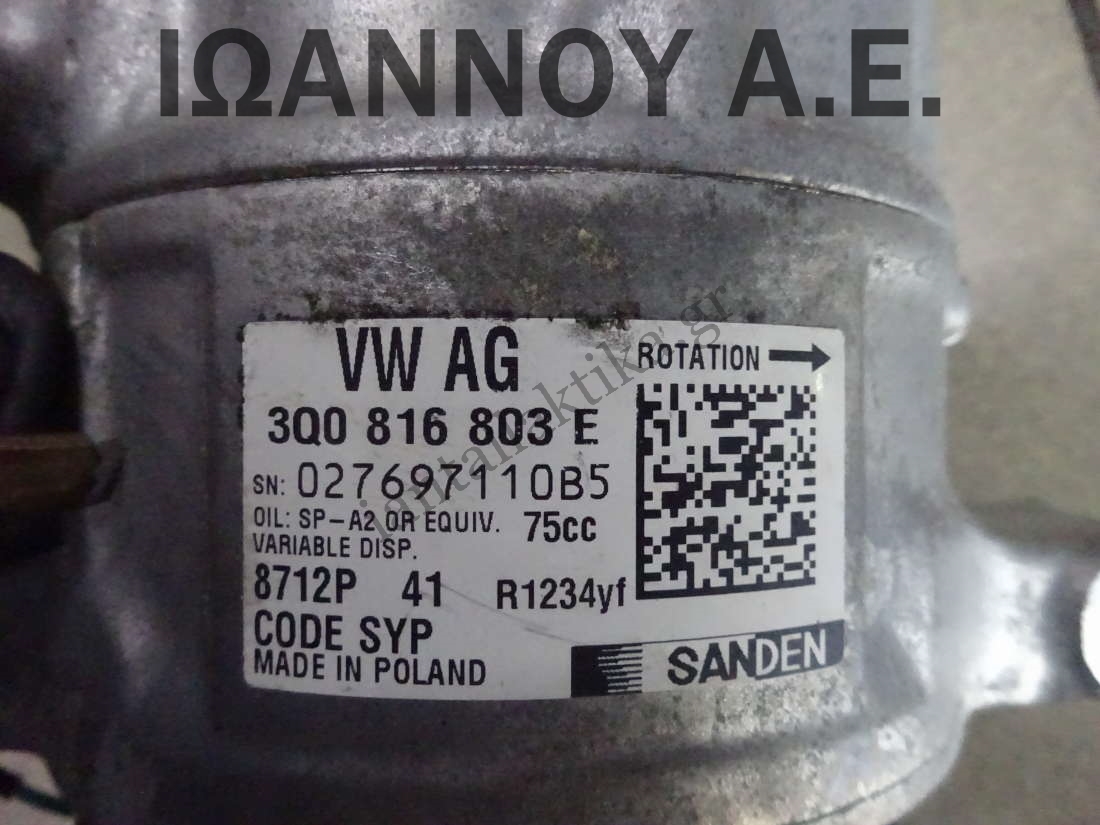 ΙΩΑΝΝΟΥ Α.Ε.
VW AG
ROTATION
3Q0 816 803 E
SN: 027697110B5
OIL: SP-A2 OR EQUIV. 75cc
VARIABLE DISP.
8712P 41 R1234yf
CODE SYP
MADE IN POLAND
SANDEN